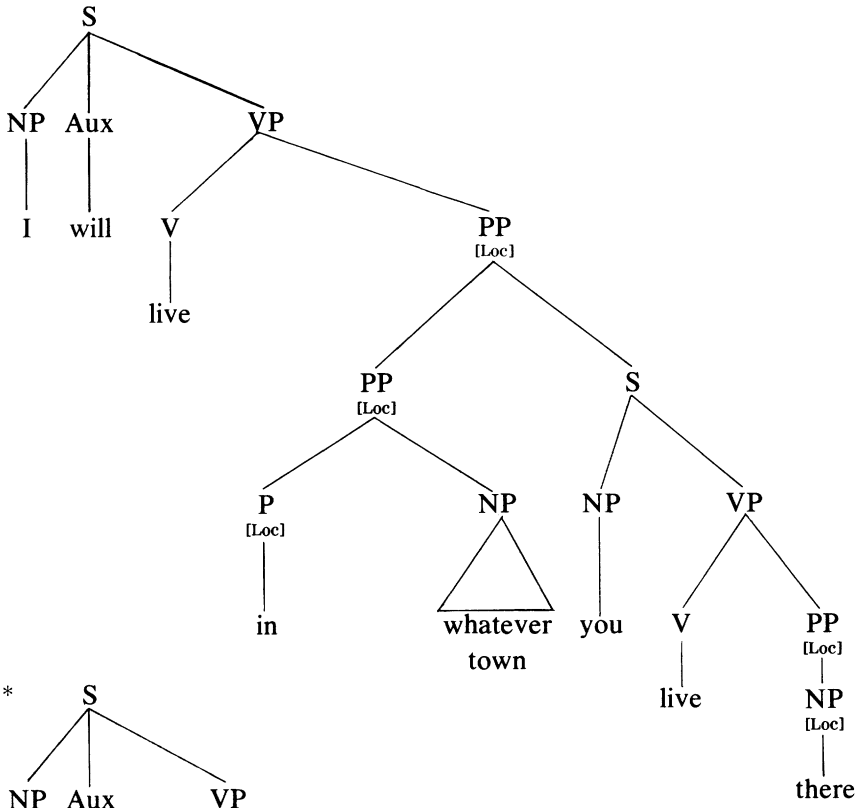 S
NP Aux VP
I will V PP
[Loc]
live
PP S
[Loc]
P NP NP VP
[Loc]
in whatever you V PP
town [Loc]
live NP
[Loc]
there
* S
NP Aux VP